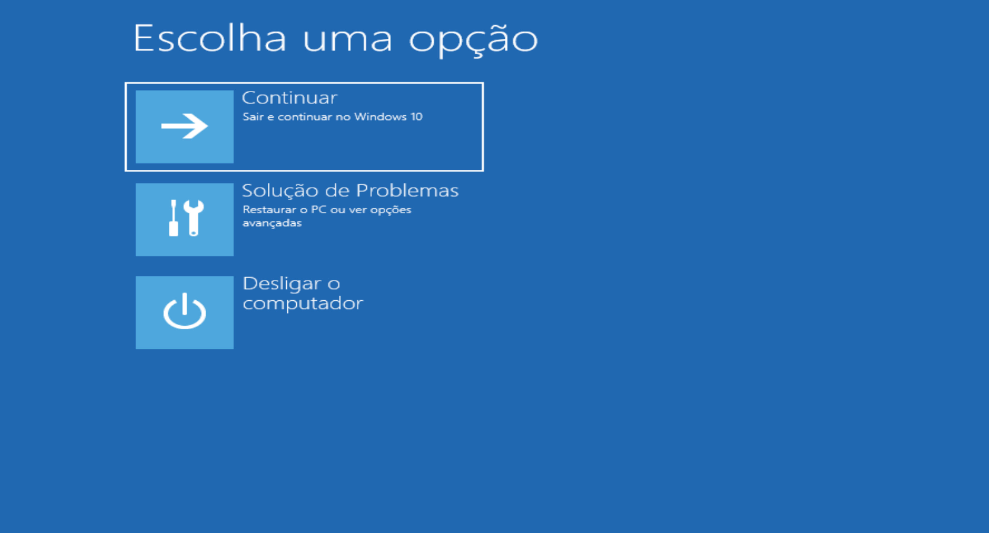 Escolha uma opção
Continuar
Sair e continuar no Windows 10
Solução de Problemas
Restaurar o PC ou ver opções
avançadas
Desligar o
computador